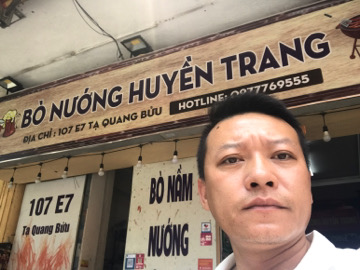 BÒ NƯỚNG HUYỀN TRANG
ĐỊA CHỈ : 107 E7 TẠ QUANG BỬU
HOTLINE: 0977769555
107 E7
Tạ Quang Bửu
BÒ NẦM
NƯỚNG